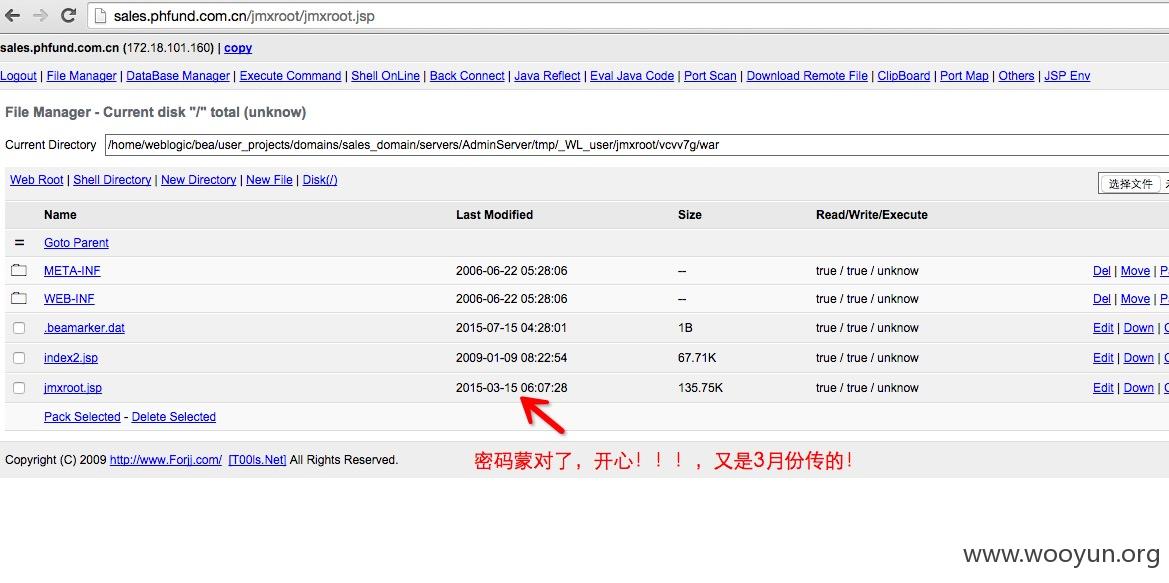 sales.phfund.com.cn/jmxroot/jmxroot.jsp
sales.phfund.com.cn (172.18.101.160) | copy
Logout | File Manager | DataBase Manager | Execute Command | Shell OnLine | Back Connect | Java Reflect | Eval Java Code | Port Scan | Download Remote File | ClipBoard | Port Map | Others | JSP Env
File Manager - Current disk "/" total (unknow)
Current Directory /home/weblogic/bea/user_projects/domains/sales_domain/servers/AdminServer/tmp/_WL_user/jmxroot/vcvv7g/war
Web Root | Shell Directory | New Directory | New File | Disk(/) 选择文件
Name Last Modified Size Read/Write/Execute
= Goto Parent
META-INF 2006-06-22 05:28:06 -- true / true / unknow Del | Move |
WEB-INF 2006-06-22 05:28:06 -- true / true / unknow Del | Move |
.beamarker.dat 2015-07-15 04:28:01 1B true / true / unknow Edit | Down |
index2.jsp 2009-01-09 08:22:54 67.71K true / true / unknow Edit | Down |
jmxroot.jsp 2015-03-15 06:07:28 135.75K true / true / unknow Edit | Down |
Pack Selected - Delete Selected
Copyright (C) 2009 http://www.Forjj.com/ [T00ls.Net] All Rights Reserved.
密码蒙对了，开心！！！，又是3月份传的！
www.wooyun.org